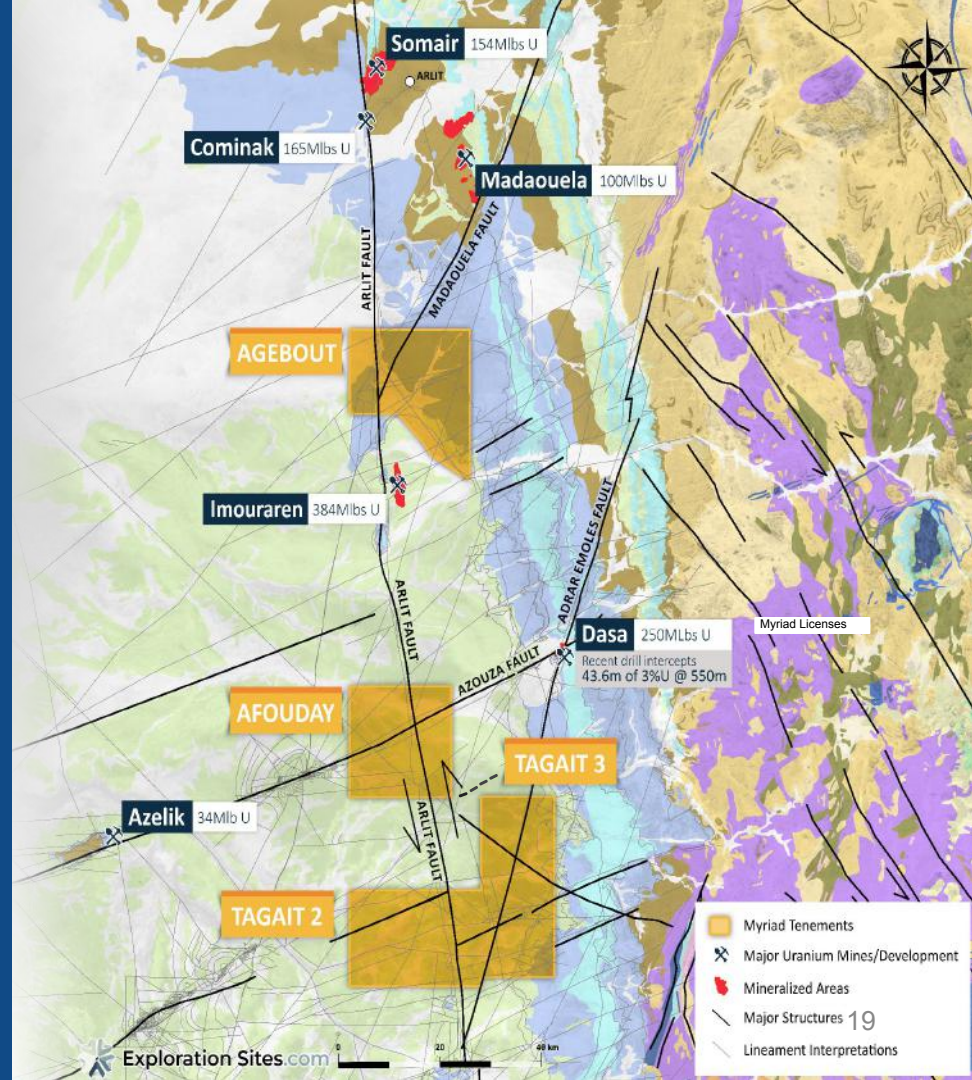 Somair 154Mlbs U
ARLIT
Cominak 165Mlbs U
Madaouela 100Mlbs U
ARLIT FAULT
MADAOUELA FAULT
AGEBOUT
Imouraren 384Mlbs U
ADRAR EMOLES FAULT
ARLIT FAULT
Myriad Licenses
Dasa 250MLbs U
Recent drill intercepts
43.6m of 3%U @ 550m
AZOUZA FAULT
AFOUDAY
TAGAIT 3
Azelik 34Mlb U
ARLIT FAULT
TAGAIT 2
Myriad Tenements
Major Uranium Mines/Development
Mineralized Areas
Major Structures
19
Lineament Interpretations
Exploration Sites.com
0 20 40 km